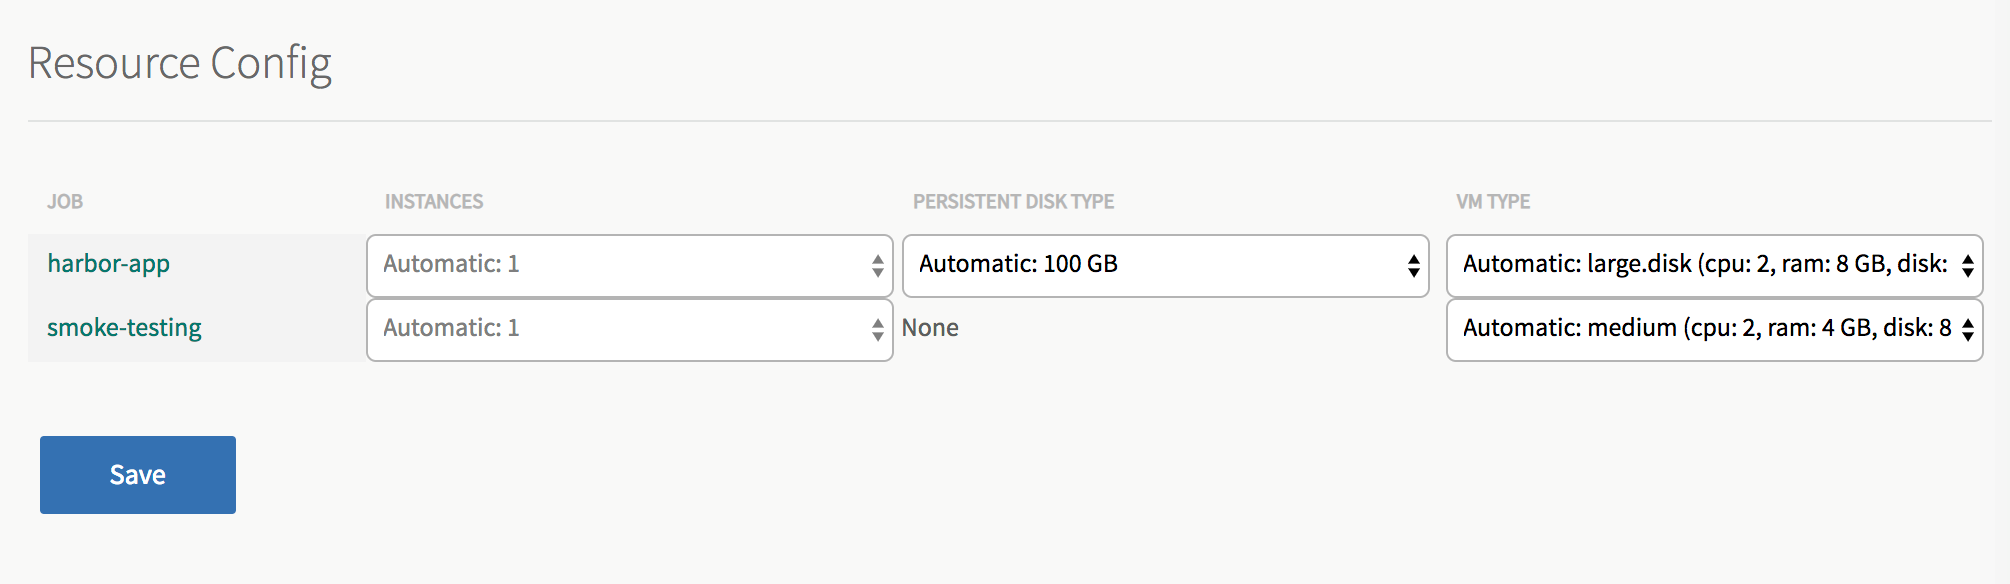 Resource Config
JOB INSTANCES PERSISTENT DISK TYPE VM TYPE
harbor-app Automatic: 1 Automatic: 100 GB Automatic: large.disk (cpu: 2, ram: 8 GB, disk:
smoke-testing Automatic: 1 None Automatic: medium (cpu: 2, ram: 4 GB, disk: 8
Save